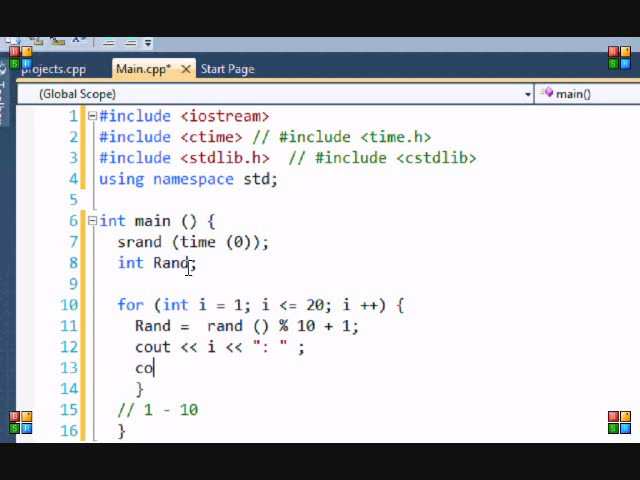 projects.cpp Main.cpp* Start Page
(Global Scope) main()
1 #include <iostream>
2 #include <ctime> // #include <time.h>
3 #include <stdlib.h> // #include <cstdlib>
4 using namespace std;
5
6 int main () {
7 srand (time (0));
8 int Rand;
9
10 for (int i = 1; i <= 20; i ++) {
11 Rand =  rand () % 10 + 1;
12 cout << i << ": " ;
13 co
14 }
15 // 1 - 10
16 }